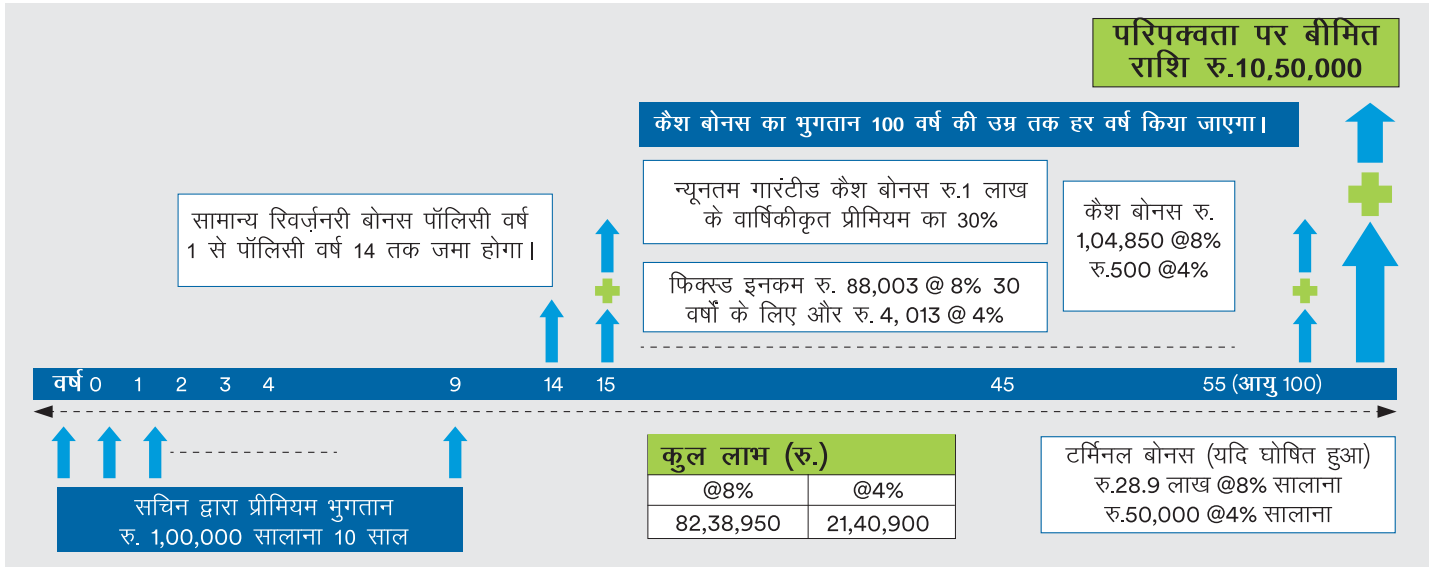 परिपक्वता पर बीमित
राशि रु.10,50,000
कैश बोनस का भुगतान 100 वर्ष की उम्र तक हर वर्ष किया जाएगा।
न्यूनतम गारंटीड कैश बोनस रु.1 लाख
के वार्षिकीकृत प्रीमियम का 30%
सामान्य रिवर्ज़नरी बोनस पॉलिसी वर्ष
1 से पॉलिसी वर्ष 14 तक जमा होगा।
कैश बोनस रु.
1,04,850 @8%
रु.500 @4%
फिक्स्ड इनकम रु. 88,003 @ 8% 30
वर्षों के लिए और रु. 4, 013 @ 4%
वर्ष 0 1 2 3 4 9 14 15 45 55 (आयु 100)
सचिन द्वारा प्रीमियम भुगतान
रु. 1,00,000 सालाना 10 साल
कुल लाभ (रु.)
@8% @4%
82,38,950 21,40,900
टर्मिनल बोनस (यदि घोषित हुआ)
रु.28.9 लाख @8% सालाना
रु.50,000 @4% सालाना